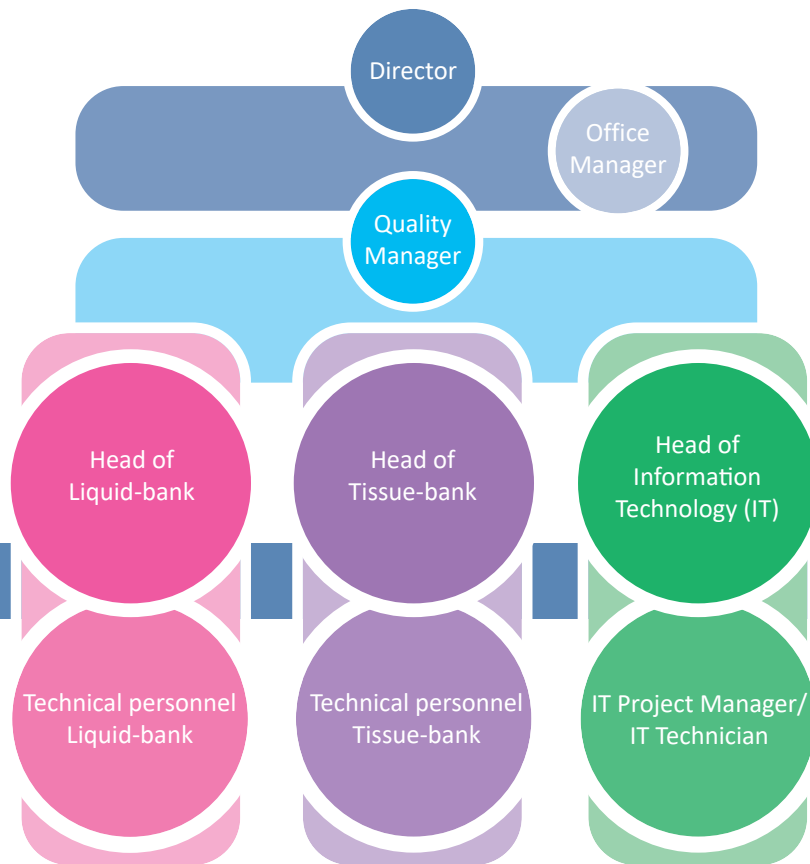 Director
Office
Manager
Quality
Manager
Head of
Liquid-bank
Head of
Tissue-bank
Head of
Information
Technology (IT)
Technical personnel
Liquid-bank
Technical personnel
Tissue-bank
IT Project Manager/
IT Technician